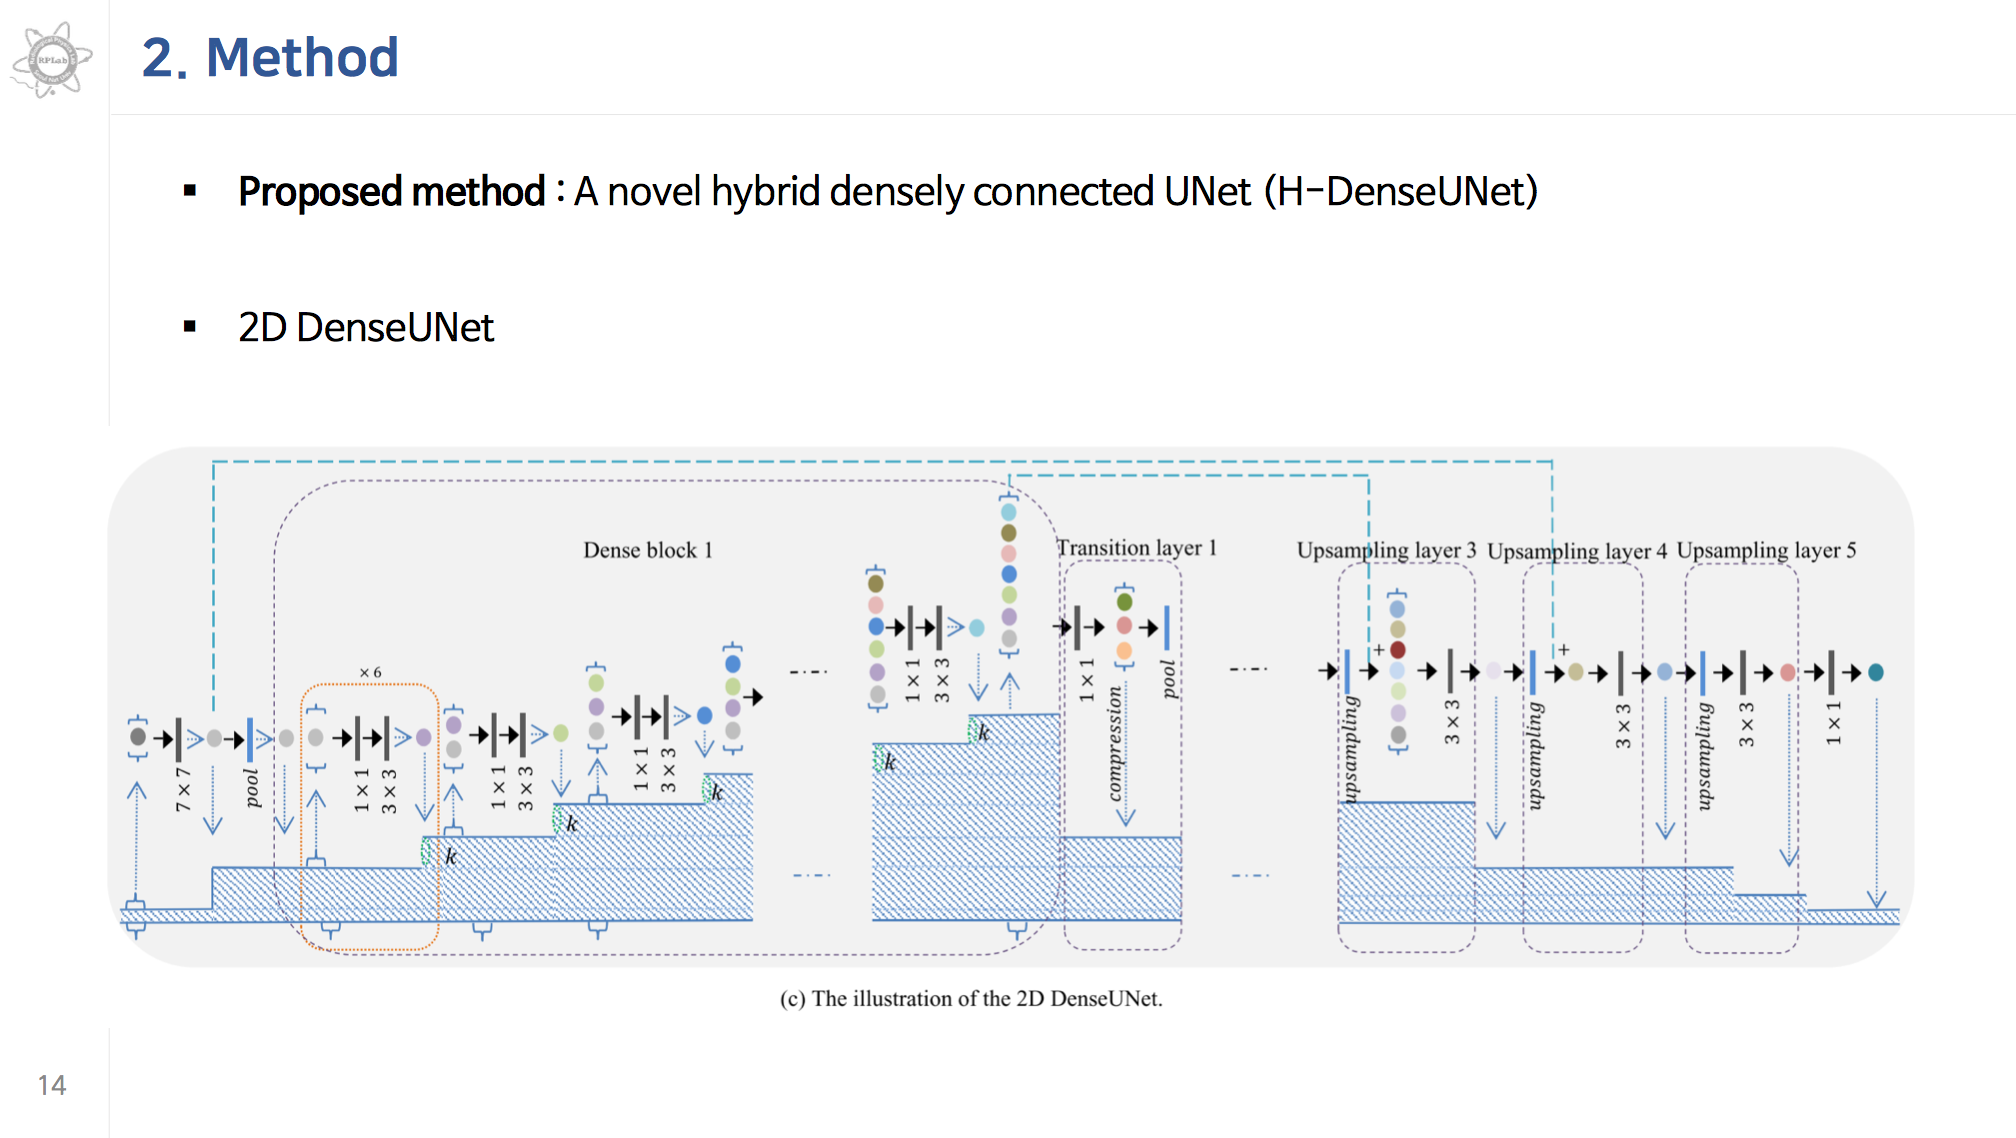 RPLab
2. Method
▪ Proposed method : A novel hybrid densely connected UNet (H-DenseUNet)
▪ 2D DenseUNet
Dense block 1
Transition layer 1
Upsampling layer 3
Upsampling layer 4
Upsampling layer 5
× 6
7 × 7
pool
1 × 1
3 × 3
k
1 × 1
3 × 3
k
1 × 1
3 × 3
k
k
1 × 1
3 × 3
k
1 × 1
compression
pool
upsampling
+
3 × 3
upsampling
+
3 × 3
upsampling
3 × 3
1 × 1
(c) The illustration of the 2D DenseUNet.
14